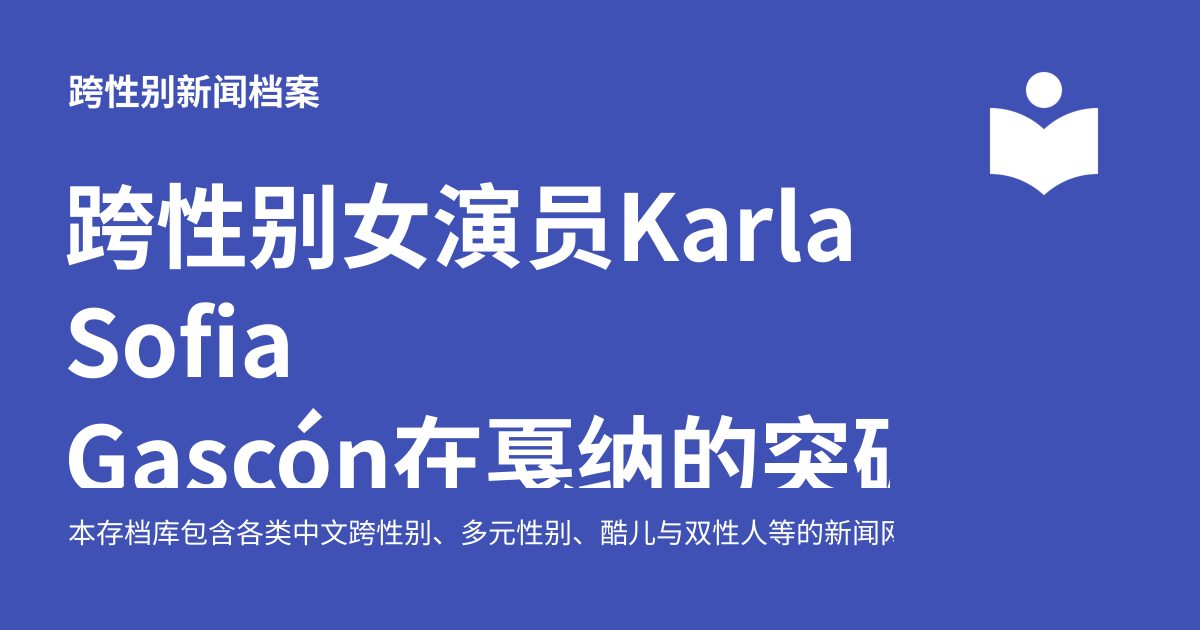 跨性别新闻档案
跨性别女演员Karla
Sofia
Gascón在戛纳的突破
本存档库包含各类中文跨性别、多元性别、酷儿与双性人等的新闻网